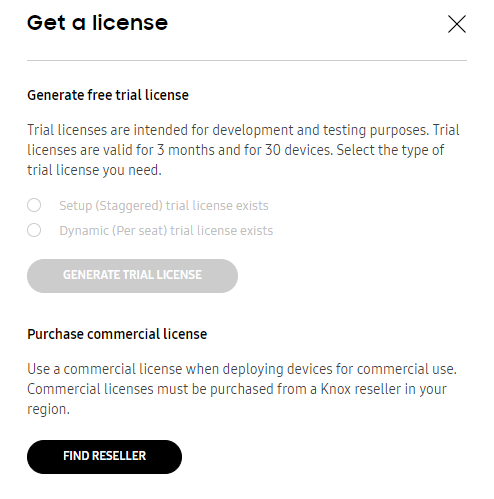 Get a license
Generate free trial license
Trial licenses are intended for development and testing purposes. Trial
licenses are valid for 3 months and for 30 devices. Select the type of
trial license you need.
Setup (Staggered) trial license exists
Dynamic (Per seat) trial license exists
GENERATE TRIAL LICENSE
Purchase commercial license
Use a commercial license when deploying devices for commercial use.
Commercial licenses must be purchased from a Knox reseller in your
region.
FIND RESELLER